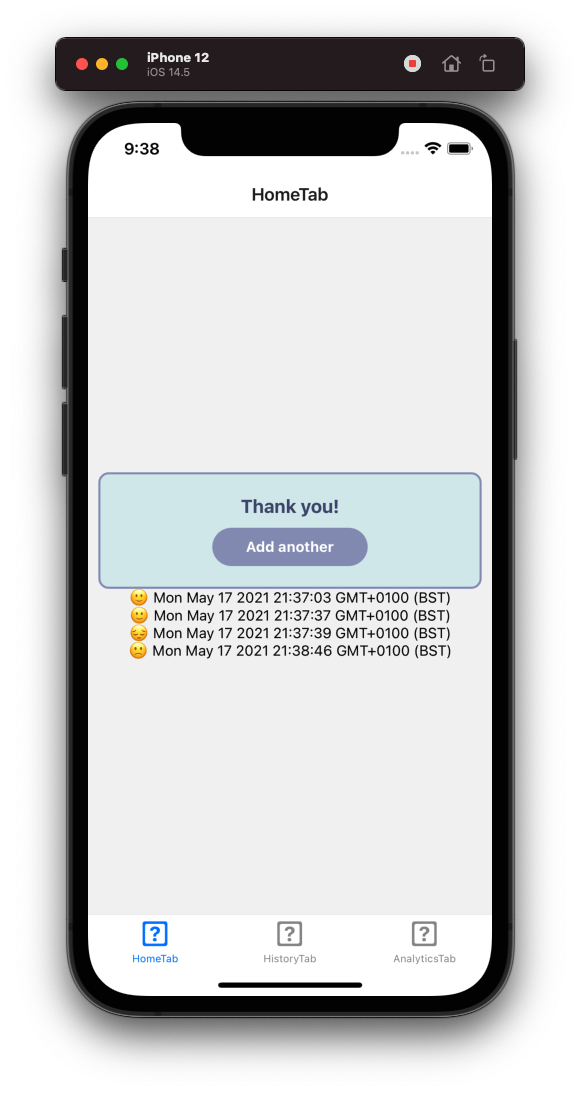 iPhone 12
iOS 14.5
9:38
HomeTab
Thank you!
Add another
🙂 Mon May 17 2021 21:37:03 GMT+0100 (BST)
🙂 Mon May 17 2021 21:37:37 GMT+0100 (BST)
😔 Mon May 17 2021 21:37:39 GMT+0100 (BST)
🙁 Mon May 17 2021 21:38:46 GMT+0100 (BST)
HomeTab HistoryTab AnalyticsTab